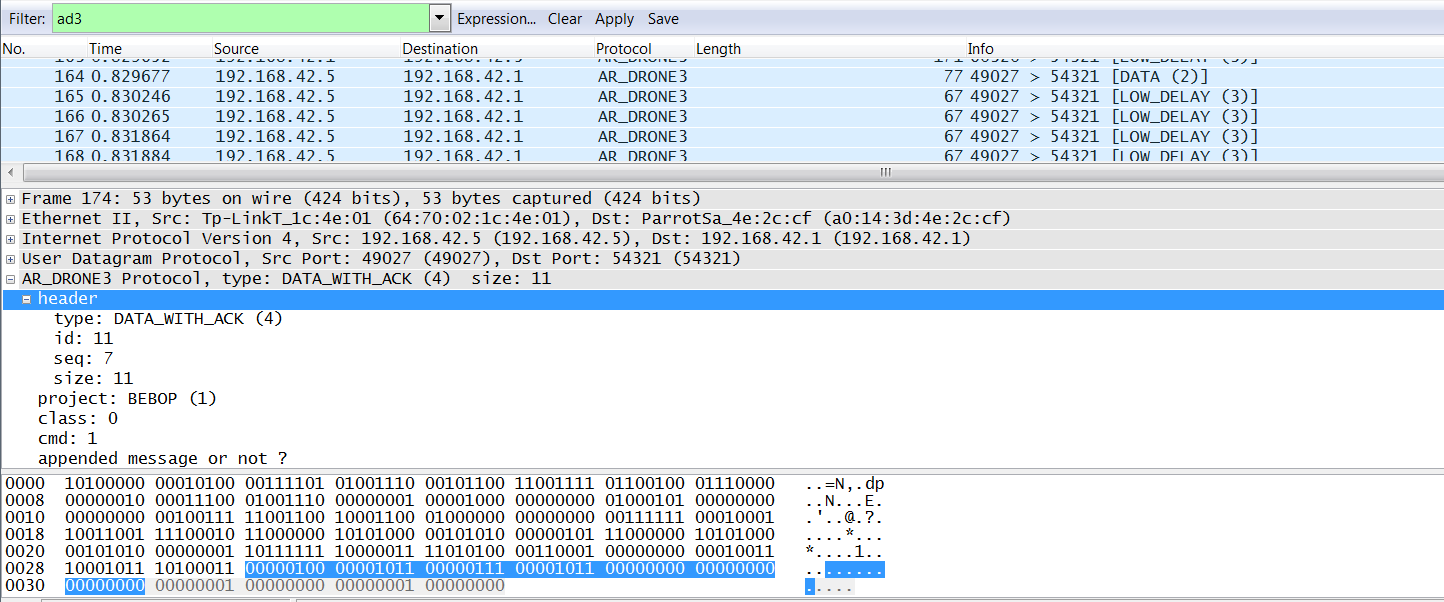 Filter: ad3 Expression... Clear Apply Save
No. Time Source Destination Protocol Length Info
164 0.829677 192.168.42.5 192.168.42.1 AR_DRONE3 77 49027 > 54321 [DATA (2)]
165 0.830246 192.168.42.5 192.168.42.1 AR_DRONE3 67 49027 > 54321 [LOW_DELAY (3)]
166 0.830265 192.168.42.5 192.168.42.1 AR_DRONE3 67 49027 > 54321 [LOW_DELAY (3)]
167 0.831864 192.168.42.5 192.168.42.1 AR_DRONE3 67 49027 > 54321 [LOW_DELAY (3)]
168 0.831884 192.168.42.5 192.168.42.1 AR_DRONE3 67 49027 > 54321 [LOW_DELAY (3)]
Frame 174: 53 bytes on wire (424 bits), 53 bytes captured (424 bits)
Ethernet II, Src: Tp-LinkT_1c:4e:01 (64:70:02:1c:4e:01), Dst: ParrotSa_4e:2c:cf (a0:14:3d:4e:2c:cf)
Internet Protocol Version 4, Src: 192.168.42.5 (192.168.42.5), Dst: 192.168.42.1 (192.168.42.1)
User Datagram Protocol, Src Port: 49027 (49027), Dst Port: 54321 (54321)
AR_DRONE3 Protocol, type: DATA_WITH_ACK (4)  size: 11
header
type: DATA_WITH_ACK (4)
id: 11
seq: 7
size: 11
project: BEBOP (1)
class: 0
cmd: 1
appended message or not ?
0000 10100000 00010100 00111101 01001110 00101100 11001111 01100100 01110000 ..=N,.dp
0008 00000010 00011100 01001110 00000001 00001000 00000000 01000101 00000000 ..N...E.
0010 00000000 00100111 11001100 10001100 01000000 00000000 00111111 00010001 .'..@.?.
0018 10011001 11100010 11000000 10101000 00101010 00000101 11000000 10101000 ....*...
0020 00101010 00000001 10111111 10000011 11010100 00110001 00000000 00010011 *....1..
0028 10001011 10100011 00000100 00001011 00000111 00001011 00000000 00000000 ........
0030 00000000 00000001 00000000 00000001 00000000 .....